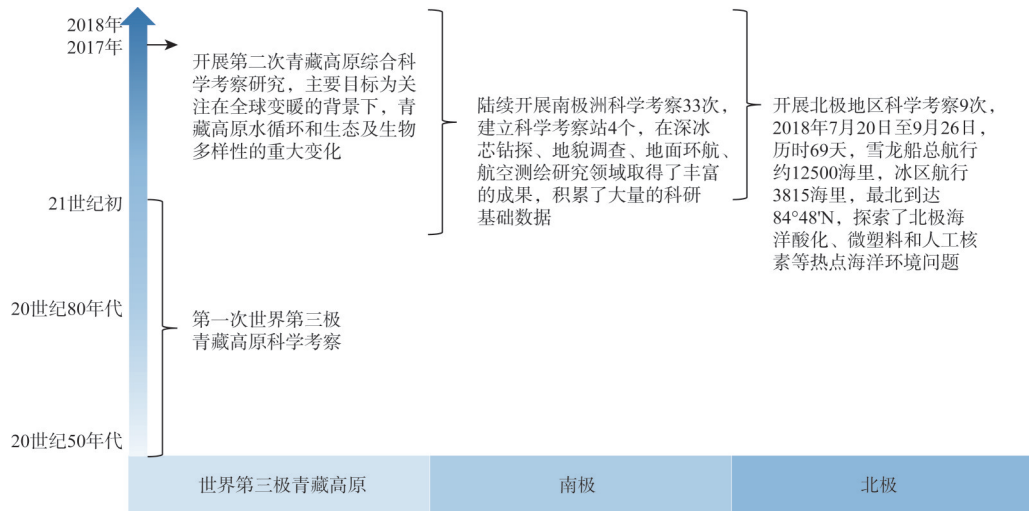 2018年
2017年
开展第二次青藏高原综合科
学考察研究，主要目标为关
注在全球变暖的背景下，青
藏高原水循环和生态及生物
多样性的重大变化
陆续开展南极洲科学考察33次，
建立科学考察站4个，在深冰
芯钻探、地貌调查、地面环航、
航空测绘研究领域取得了丰富
的成果，积累了大量的科研
基础数据
开展北极地区科学考察9次，
2018年7月20日至9月26日，
历时69天，雪龙船总航行
约12500海里，冰区航行
3815海里，最北到达
84°48'N，探索了北极海
洋酸化、微塑料和人工核
素等热点海洋环境问题
21世纪初
20世纪80年代
第一次世界第三极
青藏高原科学考察
20世纪50年代
世界第三极青藏高原
南极
北极